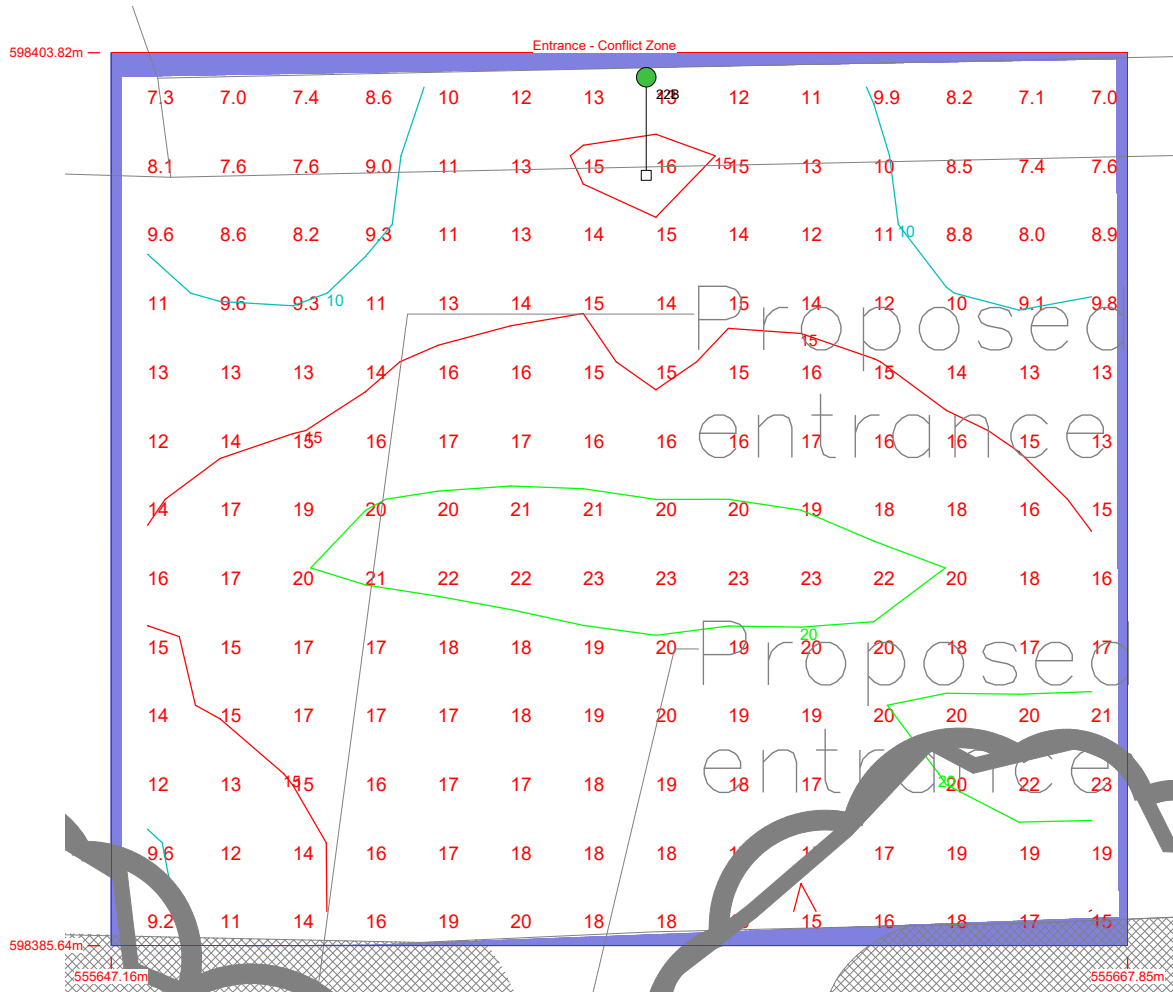 Entrance - Conflict Zone
598403.82m
7.3 7.0 7.4 8.6 10 12 13 13 12 11 9.9 8.2 7.1 7.0
22B
8.1 7.6 7.6 9.0 11 13 15 16 15 15 13 10 8.5 7.4 7.6
9.6 8.6 8.2 9.3 11 13 14 15 14 12 11 10 8.8 8.0 8.9
11 9.6 9.3 10 11 13 14 15 14 15 14 12 10 9.1 9.8
Proposed
15
13 13 13 14 16 16 15 15 15 16 15 14 13 13
entrance
12 14 15 15 16 17 17 16 16 16 17 16 16 15 13
14 17 19 20 20 21 21 20 20 19 18 18 16 15
16 17 20 21 22 22 23 23 23 23 22 20 18 16
20
Proposed
15 15 17 17 18 18 19 20 19 20 20 18 17 17
14 15 17 17 17 18 19 20 19 19 20 20 20 21
entrance
12 13 15 15 16 17 17 18 19 18 17 20 20 22 23
9.6 12 14 16 17 18 18 18 17 19 19 19
9.2 11 14 16 19 20 18 18 15 16 18 17 15
598385.64m
555647.16m
555667.85m